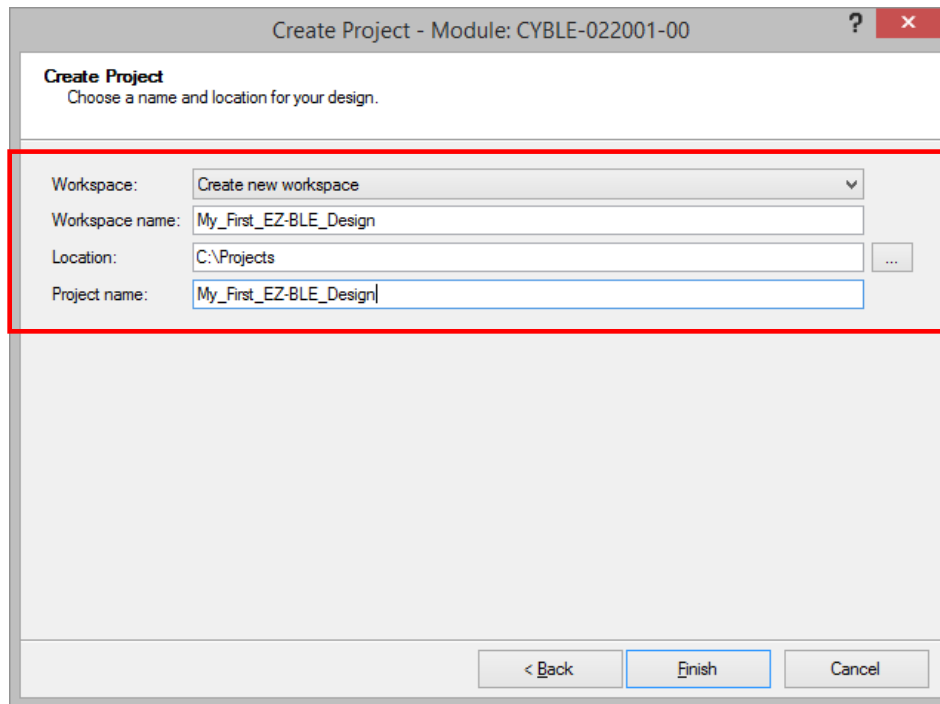 Create Project - Module: CYBLE-022001-00 ? ×
Create Project
Choose a name and location for your design.
Workspace: Create new workspace
Workspace name: My_First_EZ-BLE_Design
Location: C:\Projects ...
Project name: My_First_EZ-BLE_Design
< Back Finish Cancel